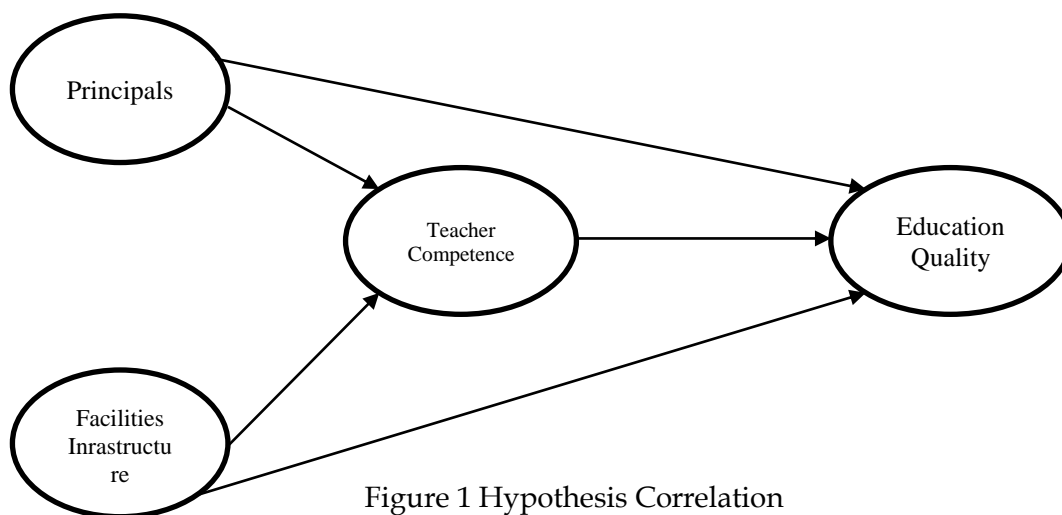 Principals
Teacher
Competence
Education
Quality
Facilities
Inrastructu
re
Figure 1 Hypothesis Correlation